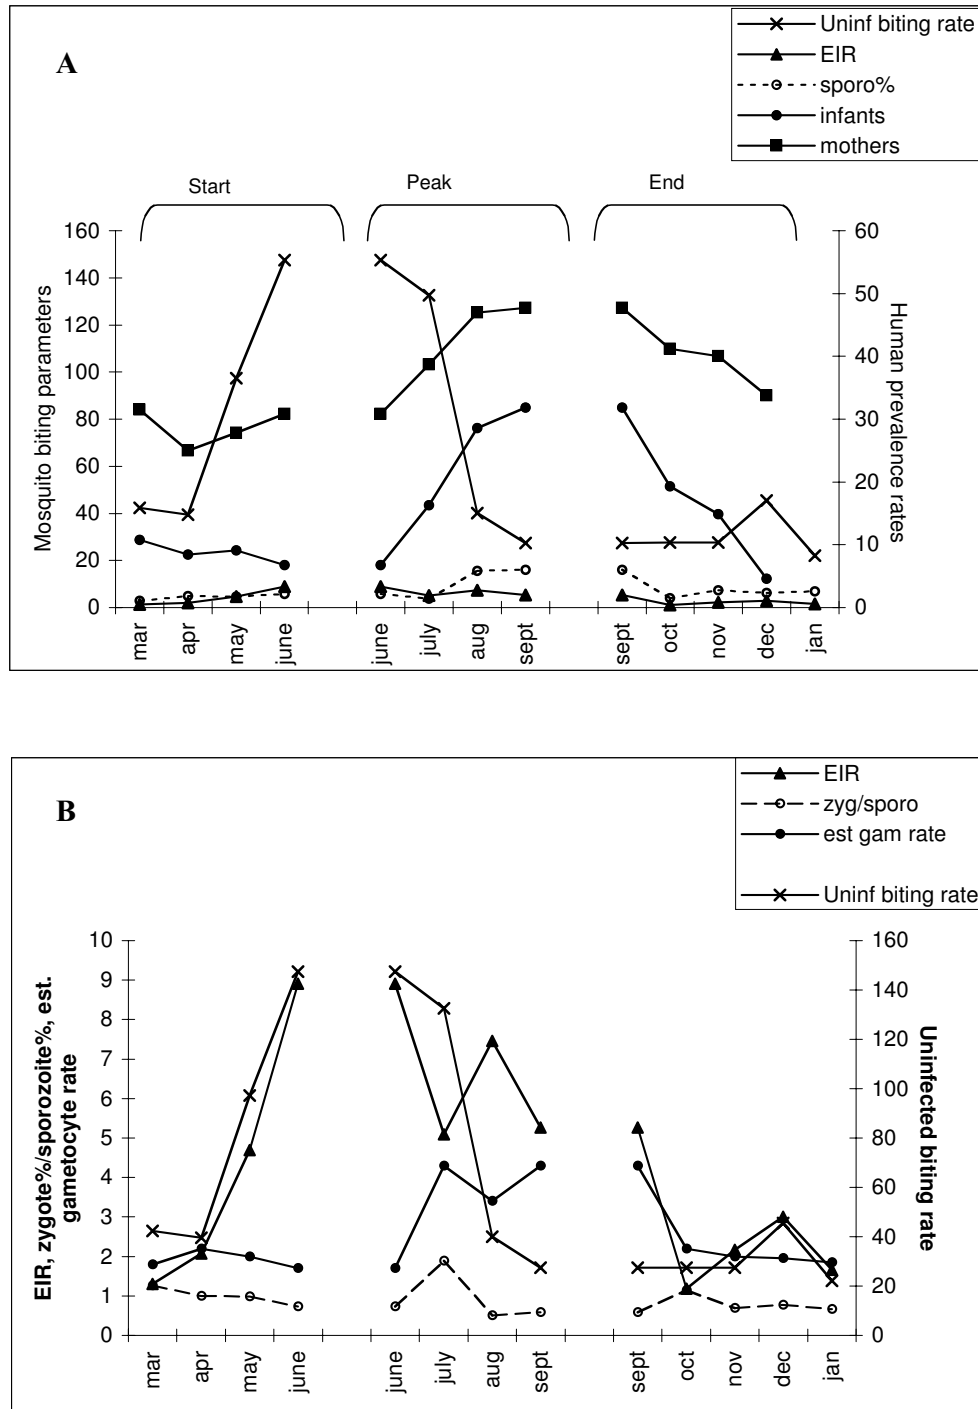 A
Uninf biting rate
EIR
sporo%
infants
mothers
Start
Peak
End
Mosquito biting parameters
160
140
120
100
80
60
40
20
0
60
50
40
30
20
10
0
Human prevalence rates
mar
apr
may
june
june
july
aug
sept
sept
oct
nov
dec
jan
B
EIR
zyg/sporo
est gam rate
Uninf biting rate
EIR, zygote%/sporozoite%, est.
gametocyte rate
10
9
8
7
6
5
4
3
2
1
0
160
140
120
100
80
60
40
20
0
Uninfected biting rate
mar
apr
may
june
june
july
aug
sept
sept
oct
nov
dec
jan